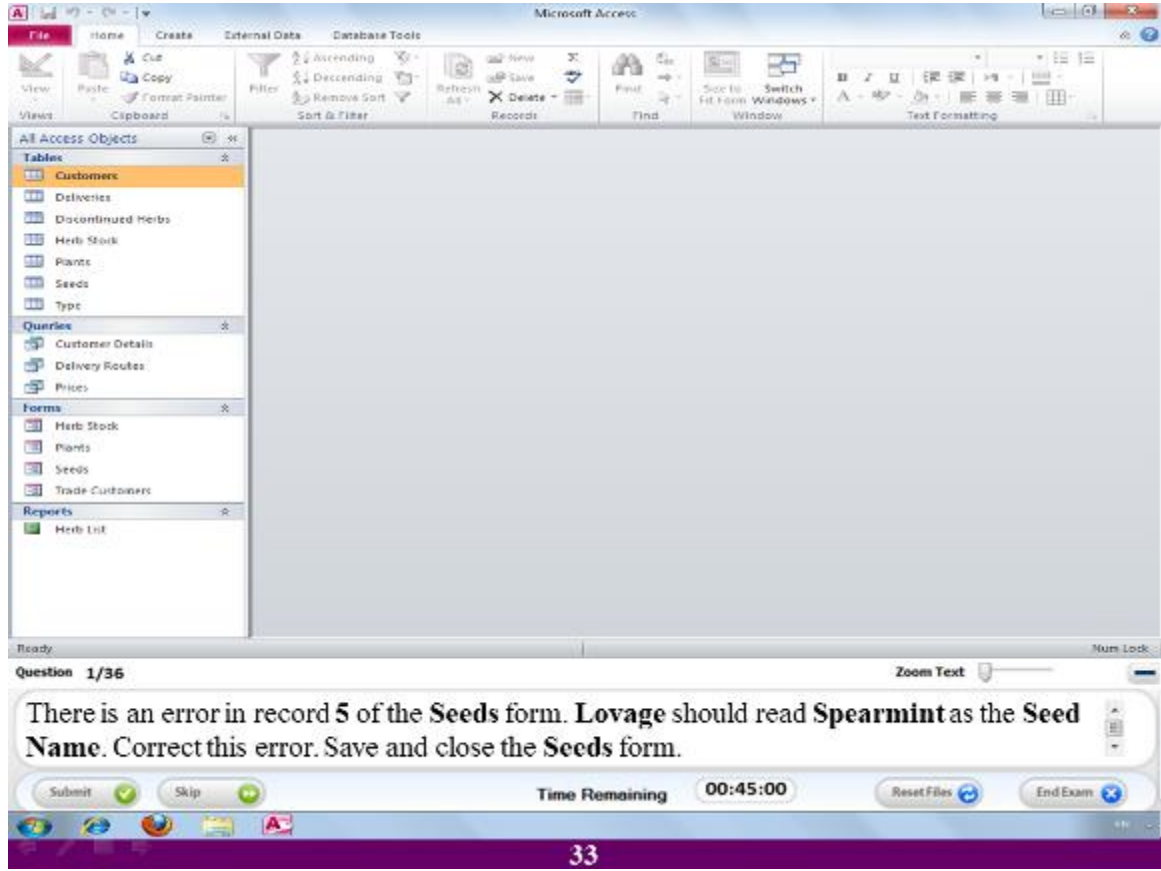 Microsoft Access
File Home Create External Data Database Tools
View
Views
Paste
Cut
Copy
Format Painter
Clipboard
Filter
Ascending
Descending
Remove Sort
Sort & Filter
Refresh All
New
Save
Delete
Records
Find
Find
Size to Fit Form
Switch Windows
Window
B I U
A
Text Formatting
All Access Objects
Tables
Customers
Deliveries
Discontinued Herbs
Herb Stock
Plants
Seeds
Type
Queries
Customer Details
Delivery Routes
Prices
Forms
Herb Stock
Plants
Seeds
Trade Customers
Reports
Herb List
Ready Num Lock
Question 1/36 Zoom Text
There is an error in record 5 of the Seeds form. Lovage should read Spearmint as the Seed
Name. Correct this error. Save and close the Seeds form.
Submit Skip Time Remaining 00:45:00 Reset Files End Exam
33